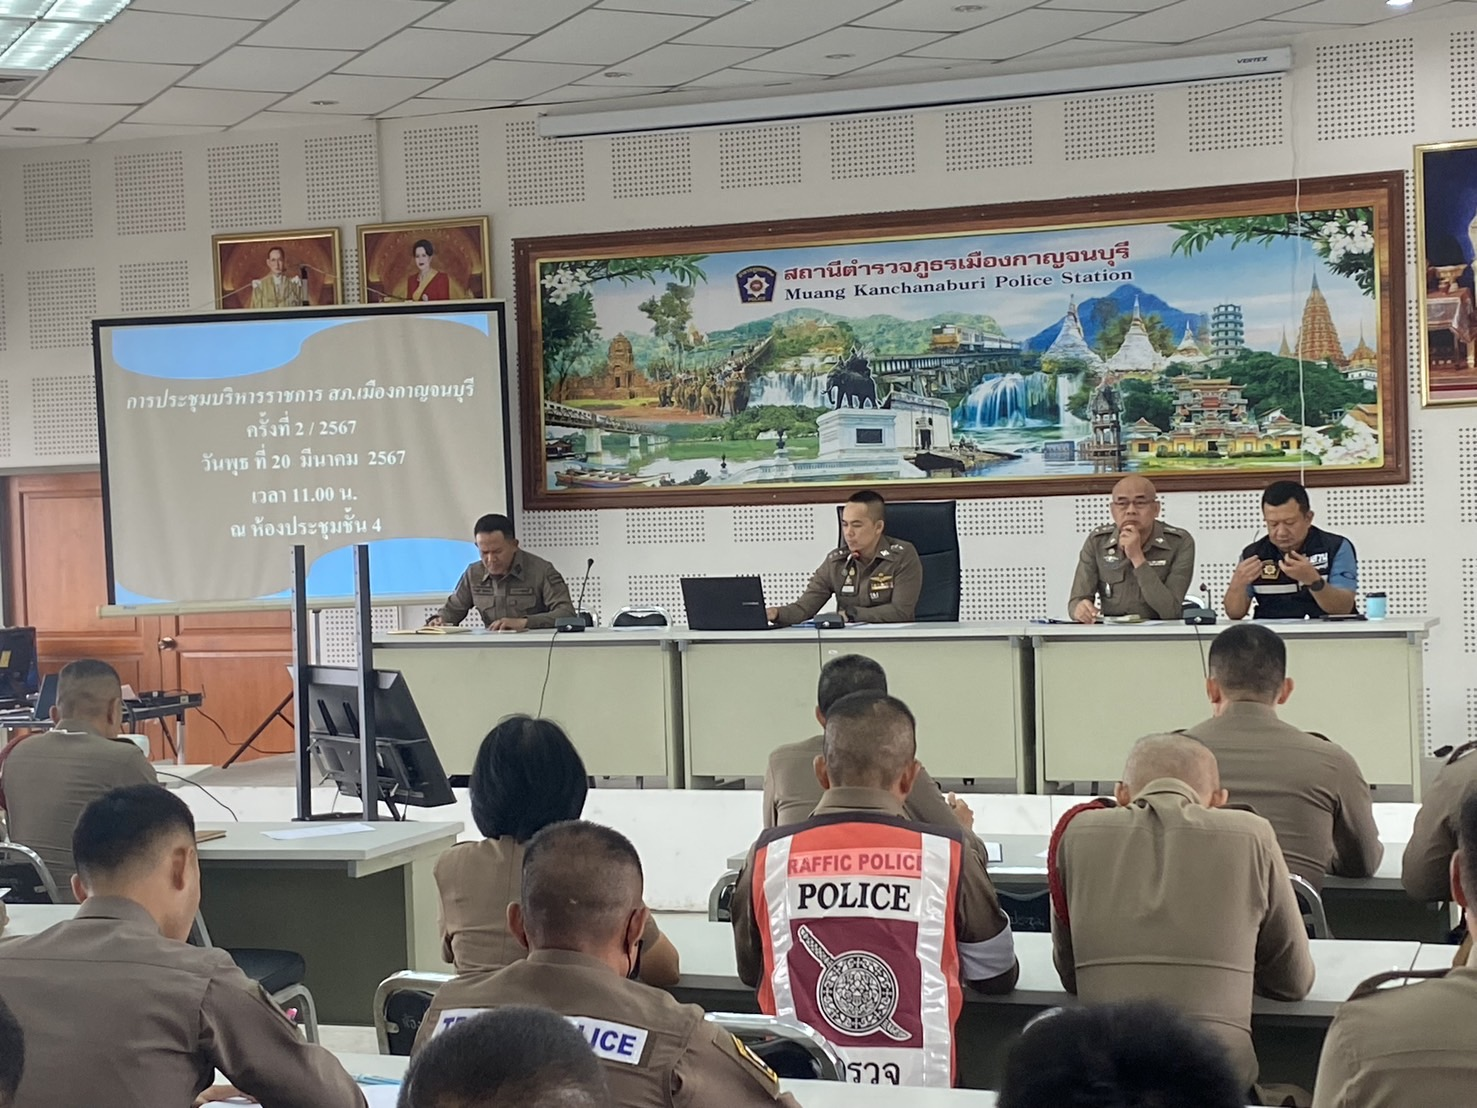 VERTEX
สถานีตำรวจภูธรเมืองกาญจนบุรี
Muang Kanchanaburi Police Station
POLICE
การประชุมบริหารราชการ สภ.เมืองกาญจนบุรี
ครั้งที่ 2 / 2567
วันพุธ ที่ 20 มีนาคม 2567
เวลา 11.00 น.
ณ ห้องประชุมชั้น 4
RAFFIC POLICE
POLICE
LICE
รวจ